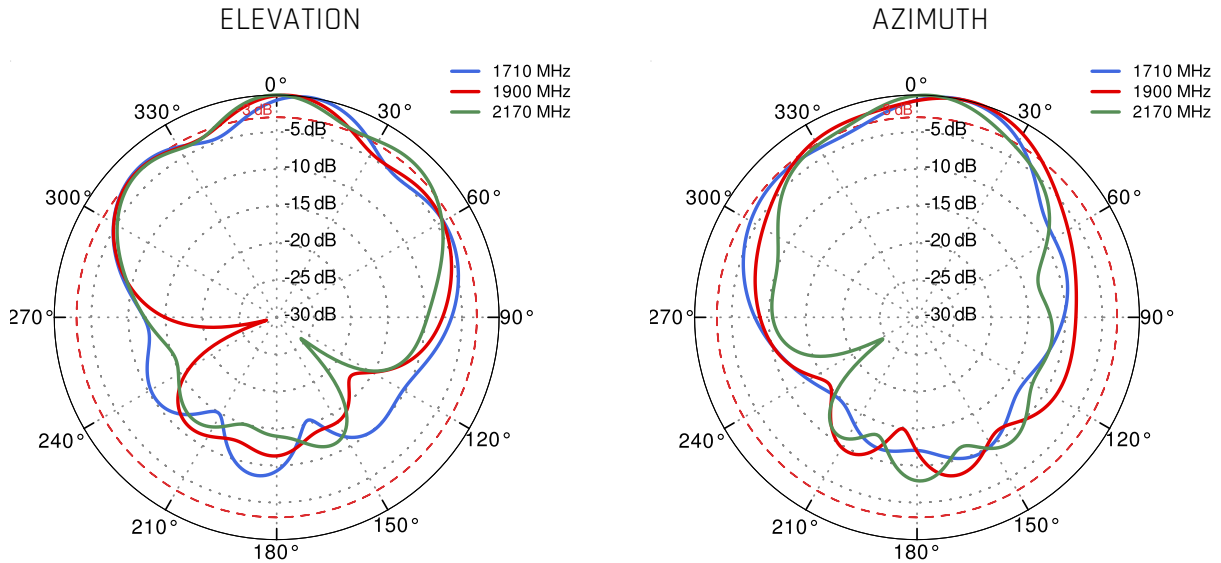 ELEVATION
1710 MHz
1900 MHz
2170 MHz
0°
330°
30°
3 dB
-5 dB
-10 dB
300°
60°
-15 dB
-20 dB
-25 dB
-30 dB
270°
90°
240°
120°
210°
150°
180°
AZIMUTH
1710 MHz
1900 MHz
2170 MHz
0°
330°
30°
-5 dB
-10 dB
300°
60°
-15 dB
-20 dB
-25 dB
-30 dB
270°
90°
240°
120°
210°
150°
180°